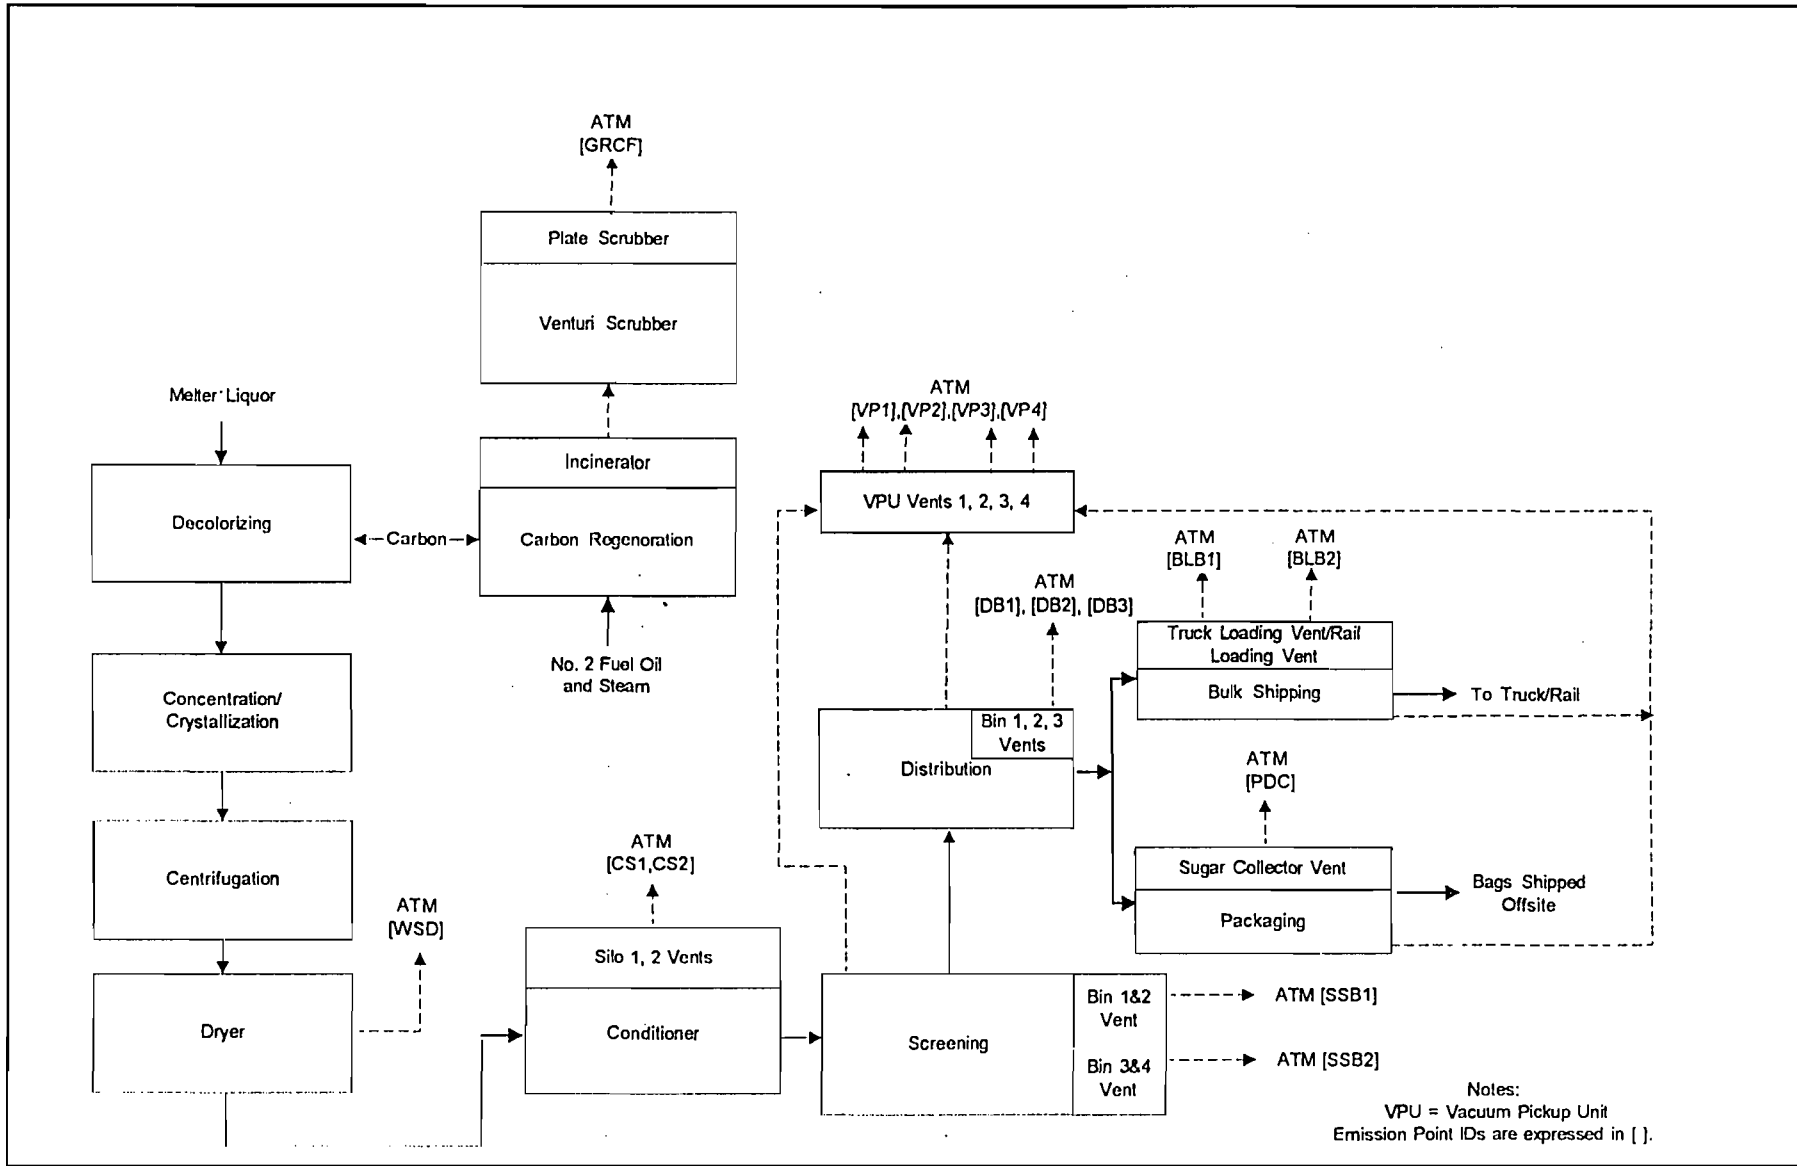 ATM
[GRCF]
Plate Scrubber
Venturi Scrubber
Melter Liquor
Incinerator
Decolorizing
Carbon
Carbon Regenoration
No. 2 Fuel Oil
and Steam
Concentration/
Crystallization
Centrifugation
ATM
[WSD]
Dryer
ATM
[CS1,CS2]
Silo 1, 2 Vents
Conditioner
ATM
[VP1],[VP2],[VP3],[VP4]
VPU Vents 1, 2, 3, 4
ATM
[DB1], [DB2], [DB3]
Bin 1, 2, 3
Vents
Distribution
ATM
[BLB1]
ATM
[BLB2]
Truck Loading Vent/Rail
Loading Vent
Bulk Shipping
To Truck/Rail
ATM
[PDC]
Sugar Collector Vent
Packaging
Bags Shipped
Offsite
Screening
Bin 1&2
Vent
ATM [SSB1]
Bin 3&4
Vent
ATM [SSB2]
Notes:
VPU = Vacuum Pickup Unit
Emission Point IDs are expressed in [ ].